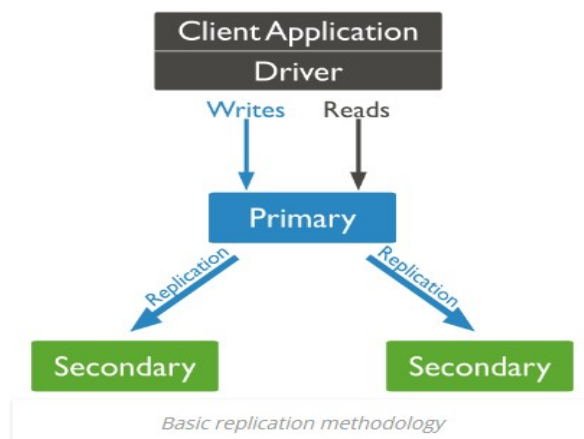 Client Application
Driver
Writes Reads
Primary
Replication Replication
Secondary Secondary
Basic replication methodology